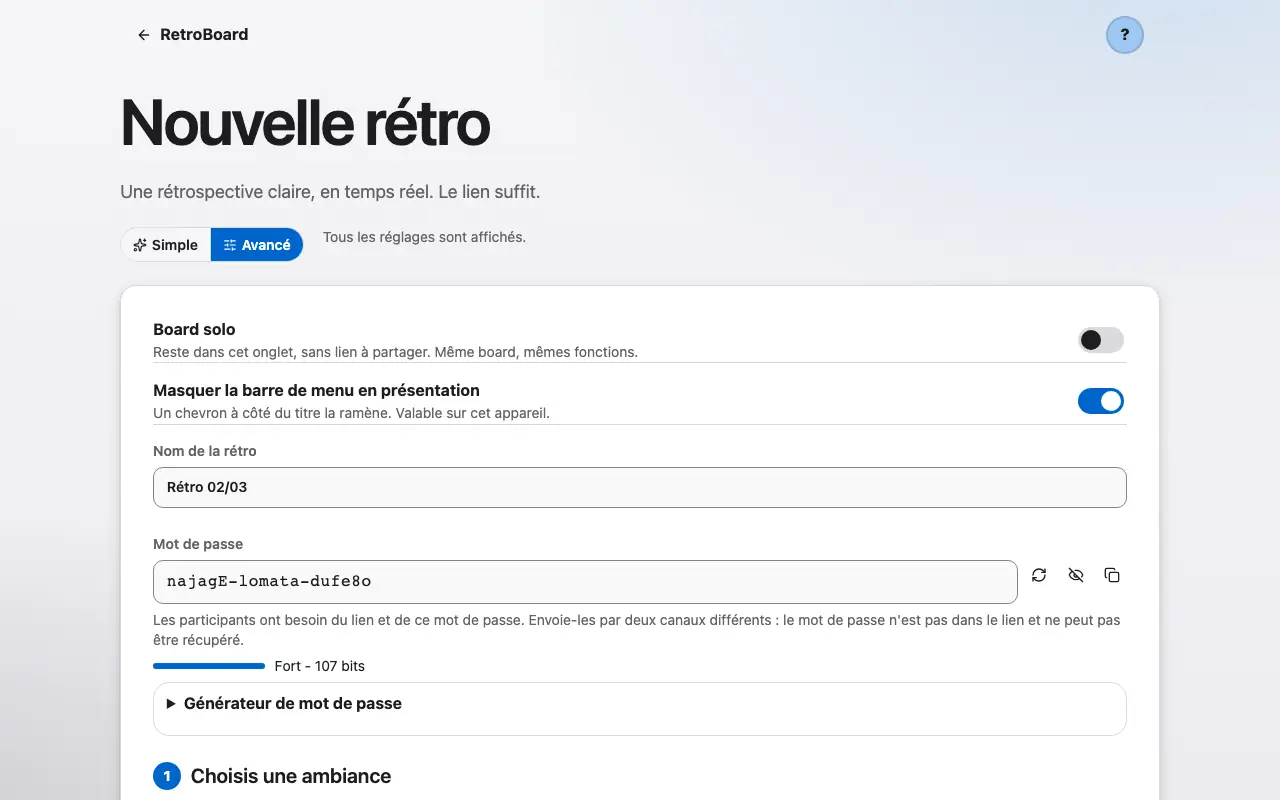 RetroBoard
?
Nouvelle rétro
Une rétrospective claire, en temps réel. Le lien suffit.
Simple
Avancé
Tous les réglages sont affichés.
Board solo
Reste dans cet onglet, sans lien à partager. Même board, mêmes fonctions.
Masquer la barre de menu en présentation
Un chevron à côté du titre la ramène. Valable sur cet appareil.
Nom de la rétro
Rétro 02/03
Mot de passe
najagE-lomata-dufe8o
Les participants ont besoin du lien et de ce mot de passe. Envoie-les par deux canaux différents : le mot de passe n'est pas dans le lien et ne peut pas
être récupéré.
Fort - 107 bits
Générateur de mot de passe
1 Choisis une ambiance